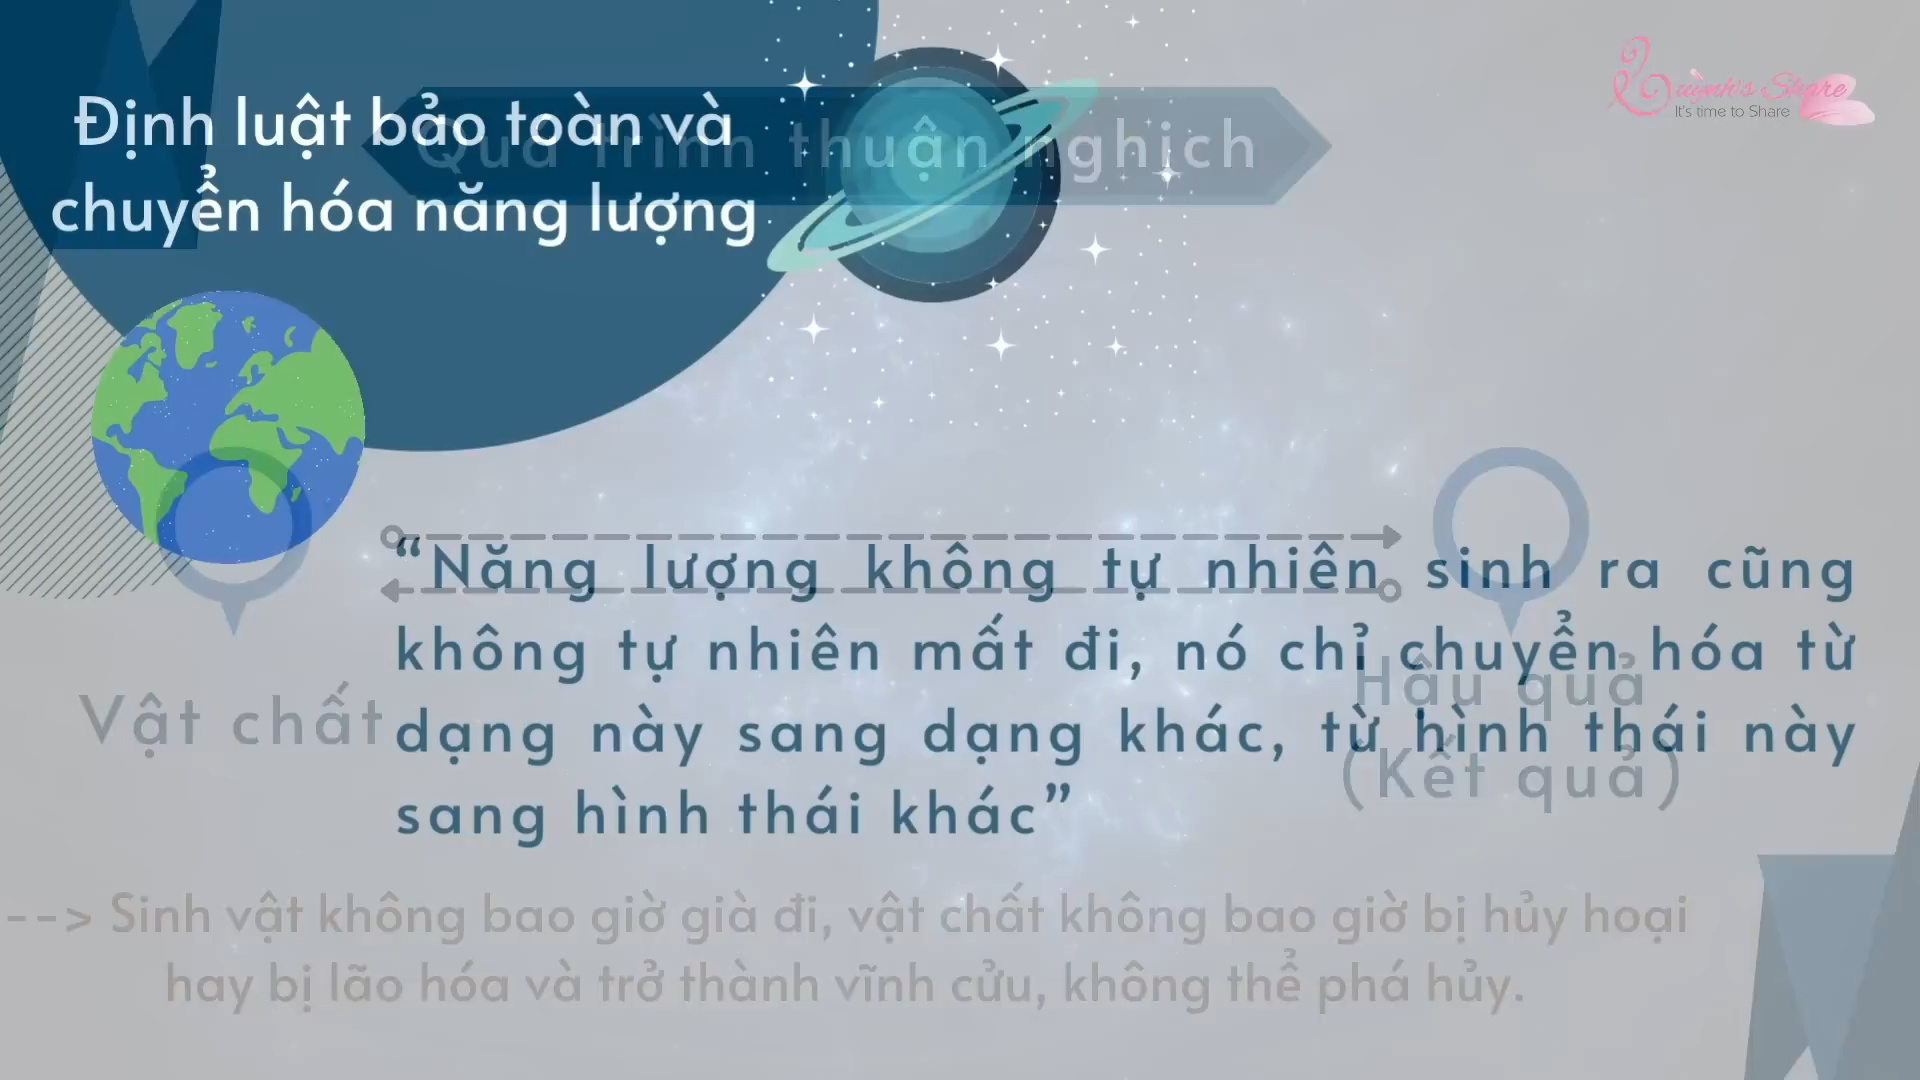 Quỳnh's Share
It's time to Share
Định luật bảo toàn và
chuyển hóa năng lượng
Quá trình thuận nghịch
“Năng lượng không tự nhiên sinh ra cũng
không tự nhiên mất đi, nó chỉ chuyển hóa từ
dạng này sang dạng khác, từ hình thái này
sang hình thái khác”
Vật chất
Hậu quả
(Kết quả)
--> Sinh vật không bao giờ già đi, vật chất không bao giờ bị hủy hoại
hay bị lão hóa và trở thành vĩnh cửu, không thể phá hủy.